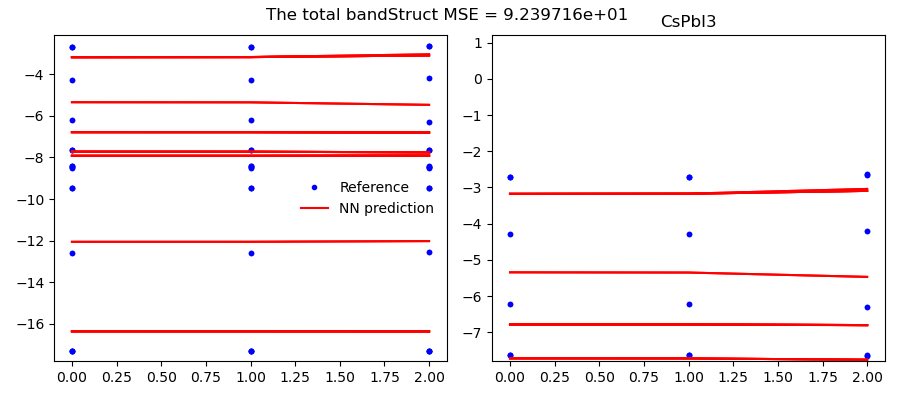 The total bandStruct MSE = 9.239716e+01
CsPbI3
−4
−6
−8
−10
−12
−14
−16
0.00 0.25 0.50 0.75 1.00 1.25 1.50 1.75 2.00
Reference
NN prediction
1
0
−1
−2
−3
−4
−5
−6
−7
0.00 0.25 0.50 0.75 1.00 1.25 1.50 1.75 2.00